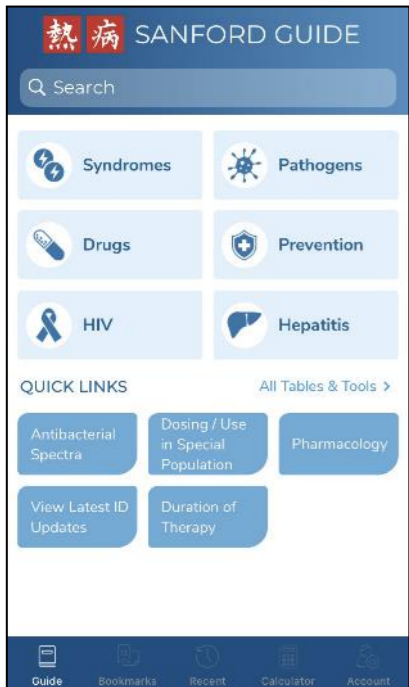 熱病 SANFORD GUIDE
Search
Syndromes
Pathogens
Drugs
Prevention
HIV
Hepatitis
QUICK LINKS
All Tables & Tools >
Antibacterial
Spectra
Dosing / Use
in Special
Population
Pharmacology
View Latest ID
Updates
Duration of
Therapy
Guide
Bookmarks
Recent
Calculator
Account